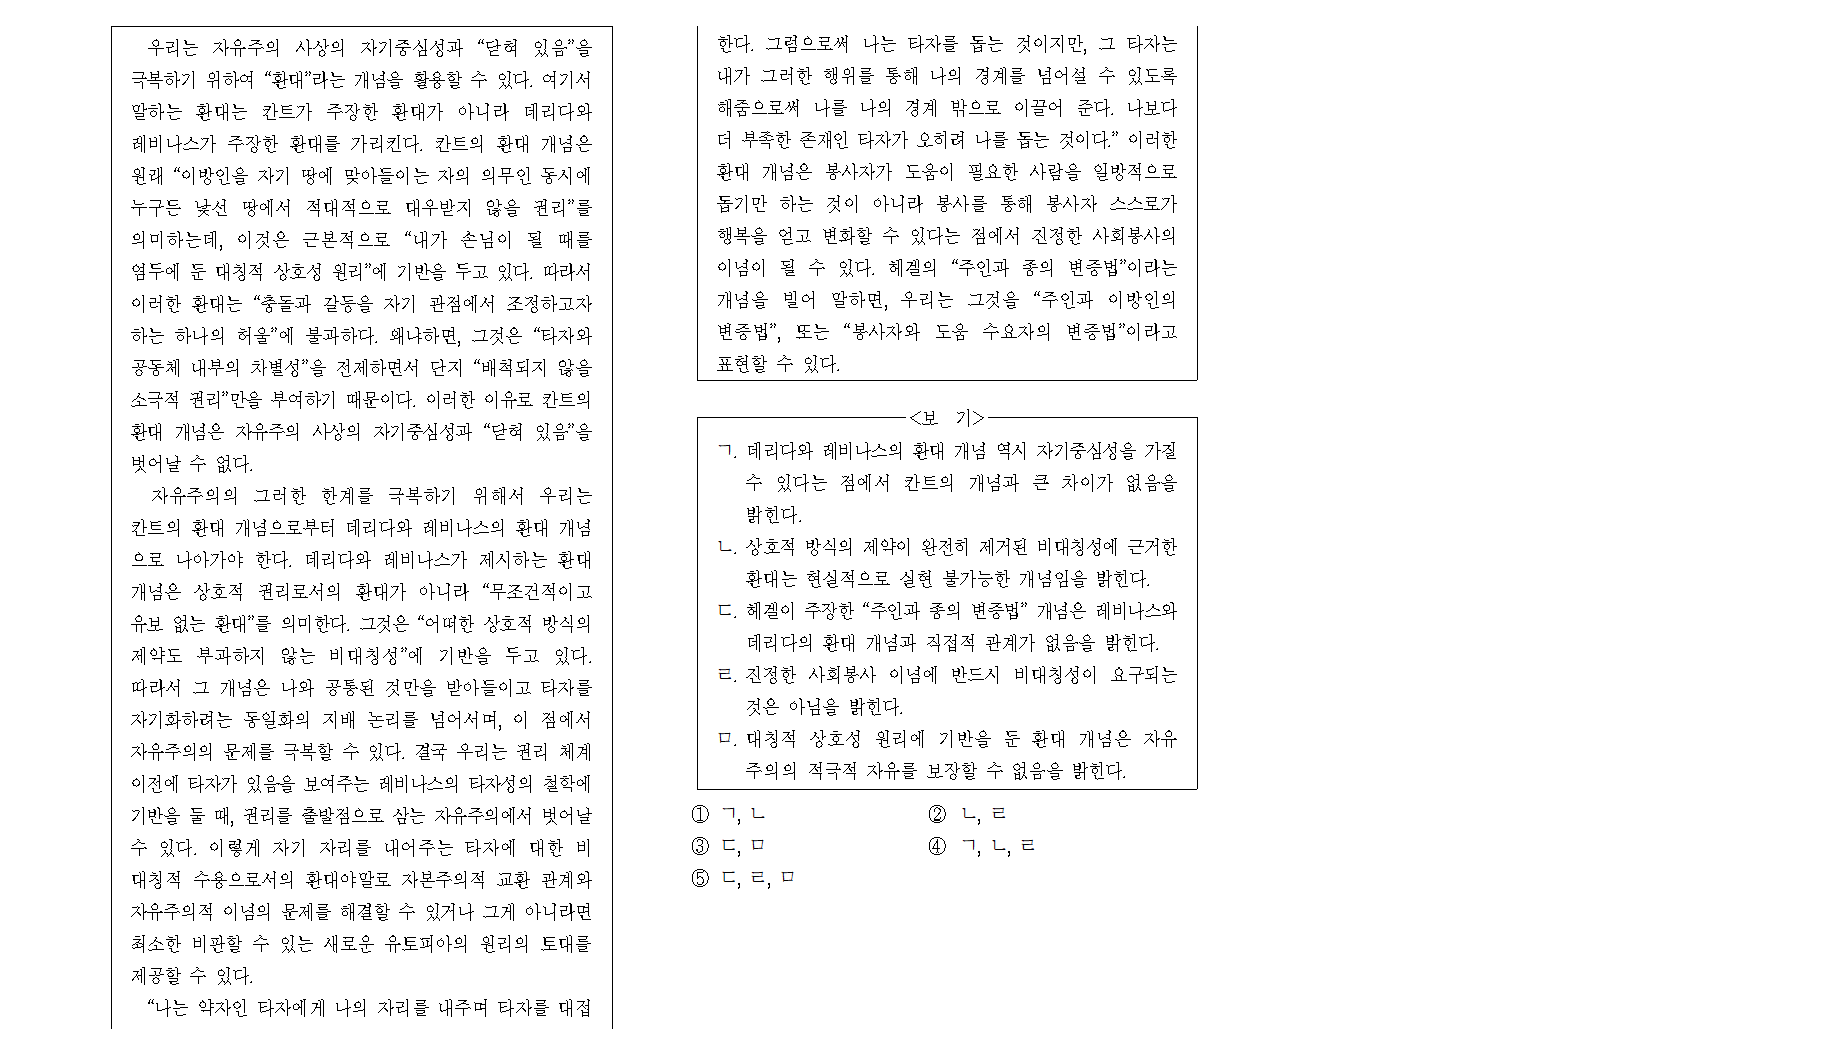 우리는 자유주의 사상의 자기중심성과 “닫혀 있음”을
극복하기 위하여 “환대”라는 개념을 활용할 수 있다. 여기서
말하는 환대는 칸트가 주장한 환대가 아니라 데리다와
레비나스가 주장한 환대를 가리킨다. 칸트의 환대 개념은
원래 “이방인을 자기 땅에 맞아들이는 자의 의무인 동시에
누구든 낯선 땅에서 적대적으로 대우받지 않을 권리”를
의미하는데, 이것은 근본적으로 “내가 손님이 될 때를
염두에 둔 대칭적 상호성 원리”에 기반을 두고 있다. 따라서
이러한 환대는 “충돌과 갈등을 자기 관점에서 조정하고자
하는 하나의 허울”에 불과하다. 왜냐하면, 그것은 “타자와
공동체 내부의 차별성”을 전제하면서 단지 “배척되지 않을
소극적 권리”만을 부여하기 때문이다. 이러한 이유로 칸트의
환대 개념은 자유주의 사상의 자기중심성과 “닫혀 있음”을
벗어날 수 없다.
자유주의의 그러한 한계를 극복하기 위해서 우리는
칸트의 환대 개념으로부터 데리다와 레비나스의 환대 개념
으로 나아가야 한다. 데리다와 레비나스가 제시하는 환대
개념은 상호적 권리로서의 환대가 아니라 “무조건적이고
유보 없는 환대”를 의미한다. 그것은 “어떠한 상호적 방식의
제약도 부과하지 않는 비대칭성”에 기반을 두고 있다.
따라서 그 개념은 나와 공통된 것만을 받아들이고 타자를
자기화하려는 동일화의 지배 논리를 넘어서며, 이 점에서
자유주의의 문제를 극복할 수 있다. 결국 우리는 권리 체계
이전에 타자가 있음을 보여주는 레비나스의 타자성의 철학에
기반을 둘 때, 권리를 출발점으로 삼는 자유주의에서 벗어날
수 있다. 이렇게 자기 자리를 내어주는 타자에 대한 비
대칭적 수용으로서의 환대야말로 자본주의적 교환 관계와
자유주의적 이념의 문제를 해결할 수 있거나 그게 아니라면
최소한 비판할 수 있는 새로운 유토피아의 원리의 토대를
제공할 수 있다.
“나는 약자인 타자에게 나의 자리를 내주며 타자를 대접
한다. 그럼으로써 나는 타자를 돕는 것이지만, 그 타자는
내가 그러한 행위를 통해 나의 경계를 넘어설 수 있도록
해줌으로써 나를 나의 경계 밖으로 이끌어 준다. 나보다
더 부족한 존재인 타자가 오히려 나를 돕는 것이다.” 이러한
환대 개념은 봉사자가 도움이 필요한 사람을 일방적으로
돕기만 하는 것이 아니라 봉사를 통해 봉사자 스스로가
행복을 얻고 변화할 수 있다는 점에서 진정한 사회봉사의
이념이 될 수 있다. 헤겔의 “주인과 종의 변증법”이라는
개념을 빌어 말하면, 우리는 그것을 “주인과 이방인의
변증법”, 또는 “봉사자와 도움 수요자의 변증법”이라고
표현할 수 있다.
<보 기>
ㄱ. 데리다와 레비나스의 환대 개념 역시 자기중심성을 가질
수 있다는 점에서 칸트의 개념과 큰 차이가 없음을
밝힌다.
ㄴ. 상호적 방식의 제약이 완전히 제거된 비대칭성에 근거한
환대는 현실적으로 실현 불가능한 개념임을 밝힌다.
ㄷ. 헤겔이 주장한 “주인과 종의 변증법” 개념은 레비나스와
데리다의 환대 개념과 직접적 관계가 없음을 밝힌다.
ㄹ. 진정한 사회봉사 이념에 반드시 비대칭성이 요구되는
것은 아님을 밝힌다.
ㅁ. 대칭적 상호성 원리에 기반을 둔 환대 개념은 자유
주의의 적극적 자유를 보장할 수 없음을 밝힌다.
① ㄱ, ㄴ ② ㄴ, ㄹ
③ ㄷ, ㅁ ④ ㄱ, ㄴ, ㄹ
⑤ ㄷ, ㄹ, ㅁ